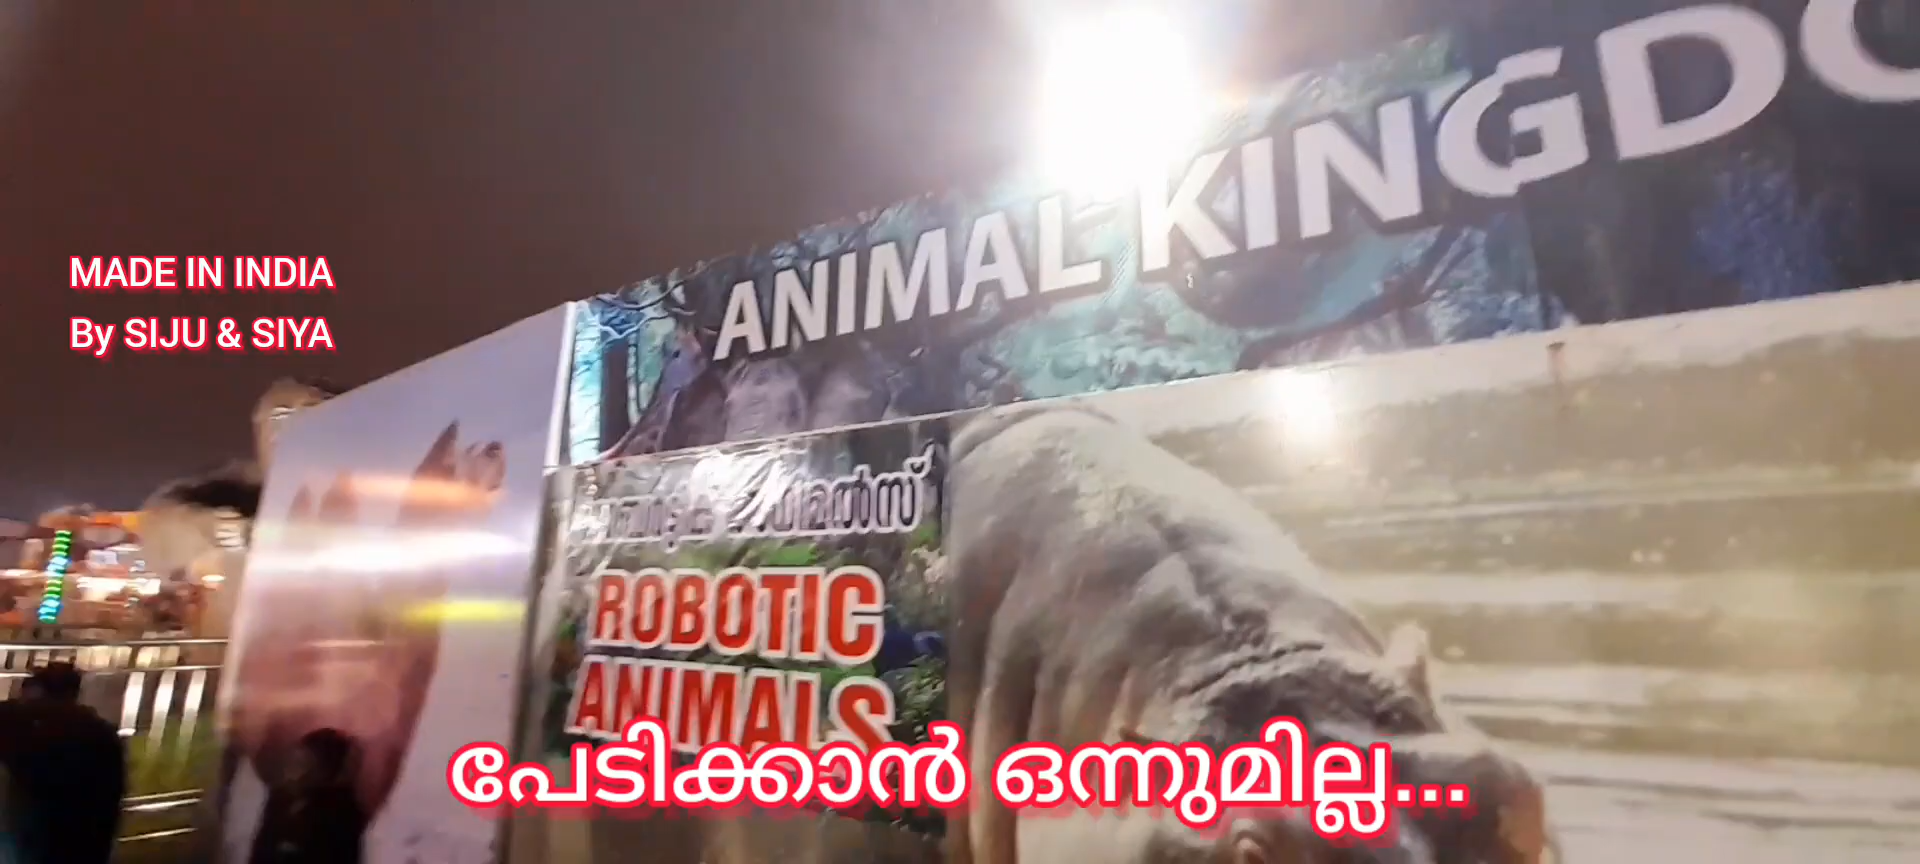 MADE IN INDIA
By SIJU & SIYA
ANIMAL KINGDO
ROBOTIC
ANIMALS
പേടിക്കാൻ ഒന്നുമില്ല...